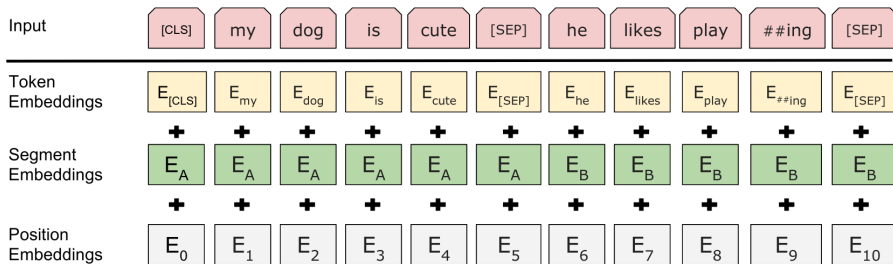 Input [CLS] my dog is cute [SEP] he likes play ##ing [SEP]
Token
Embeddings
E[CLS] Emy Edog Eis Ecute E[SEP] Ehe Elikes Eplay E##ing E[SEP]
+ + + + + + + + + + +
Segment
Embeddings
EA EA EA EA EA EA EB EB EB EB EB
+ + + + + + + + + + +
Position
Embeddings
E0 E1 E2 E3 E4 E5 E6 E7 E8 E9 E10